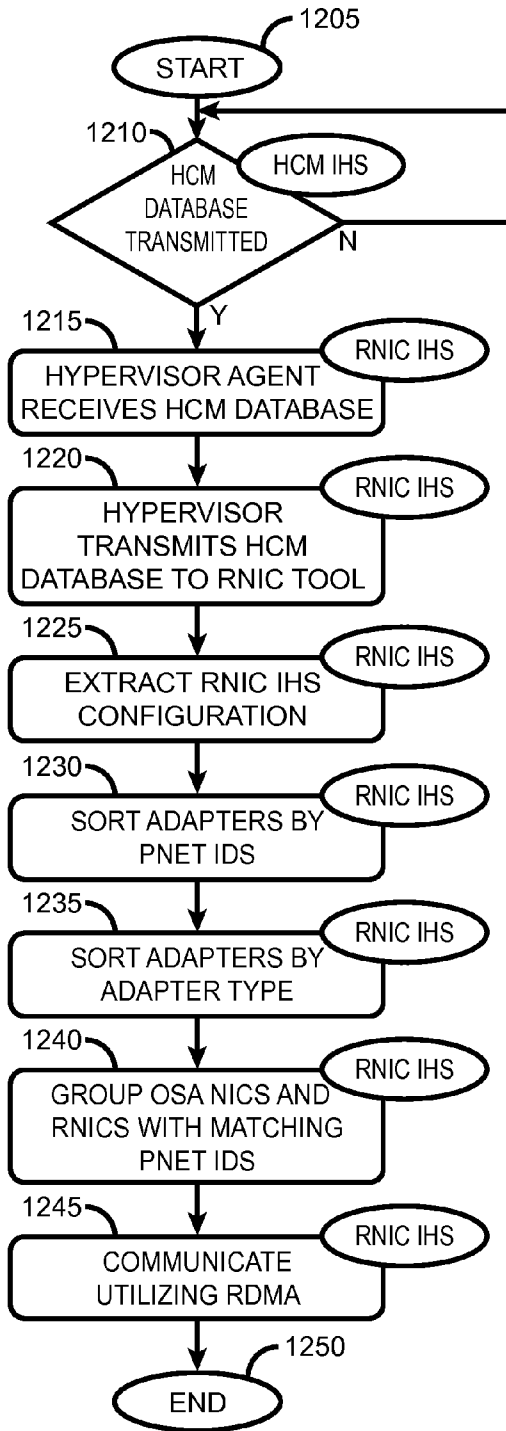 1205
START
1210
HCM IHS
HCM
DATABASE
TRANSMITTED
N
Y
1215
RNIC IHS
HYPERVISOR AGENT
RECEIVES HCM DATABASE
1220
RNIC IHS
HYPERVISOR
TRANSMITS HCM
DATABASE TO RNIC TOOL
1225
RNIC IHS
EXTRACT RNIC IHS
CONFIGURATION
1230
RNIC IHS
SORT ADAPTERS BY
PNET IDS
1235
RNIC IHS
SORT ADAPTERS BY
ADAPTER TYPE
1240
RNIC IHS
GROUP OSA NICS AND
RNICS WITH MATCHING
PNET IDS
1245
RNIC IHS
COMMUNICATE
UTILIZING RDMA
1250
END